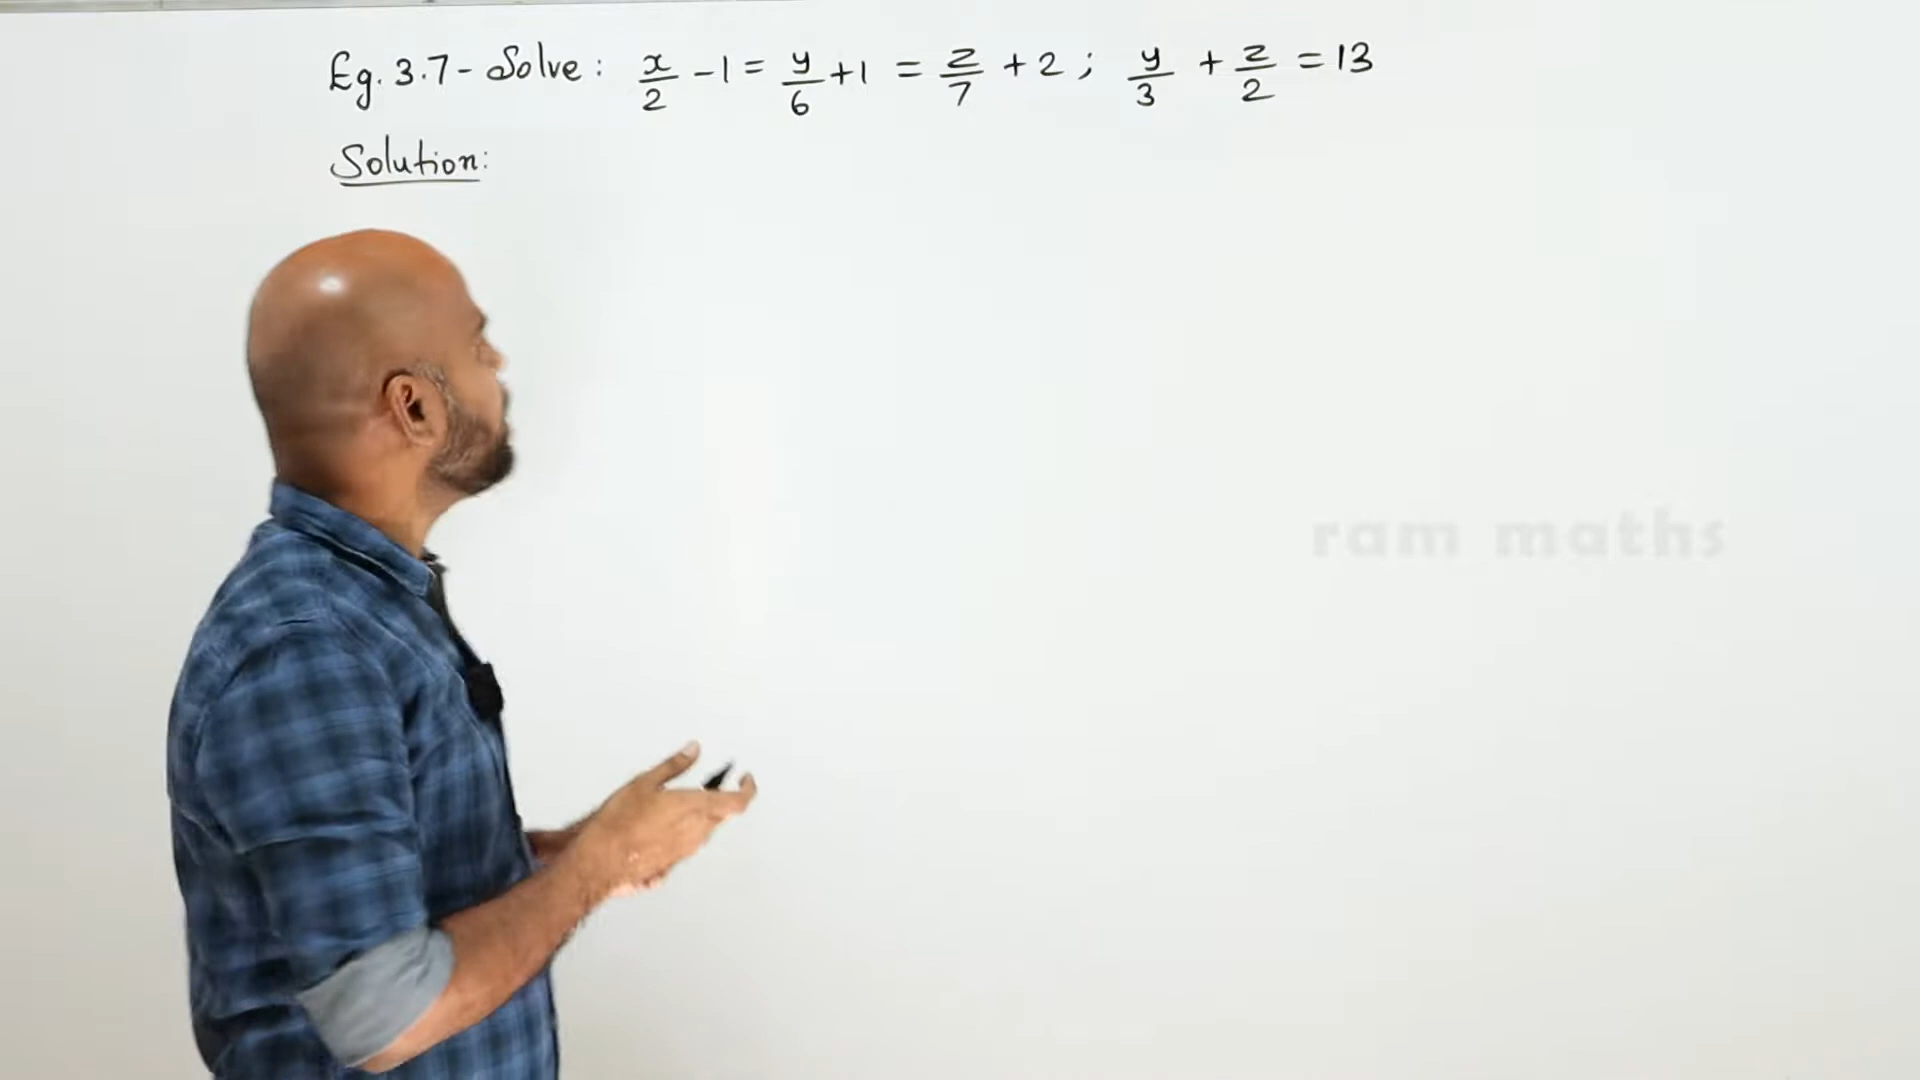 Eg. 3.7 - Solve: x/2 - 1 = y/6 + 1 = z/7 + 2 ; y/3 + z/2 = 13
Solution:
ram maths